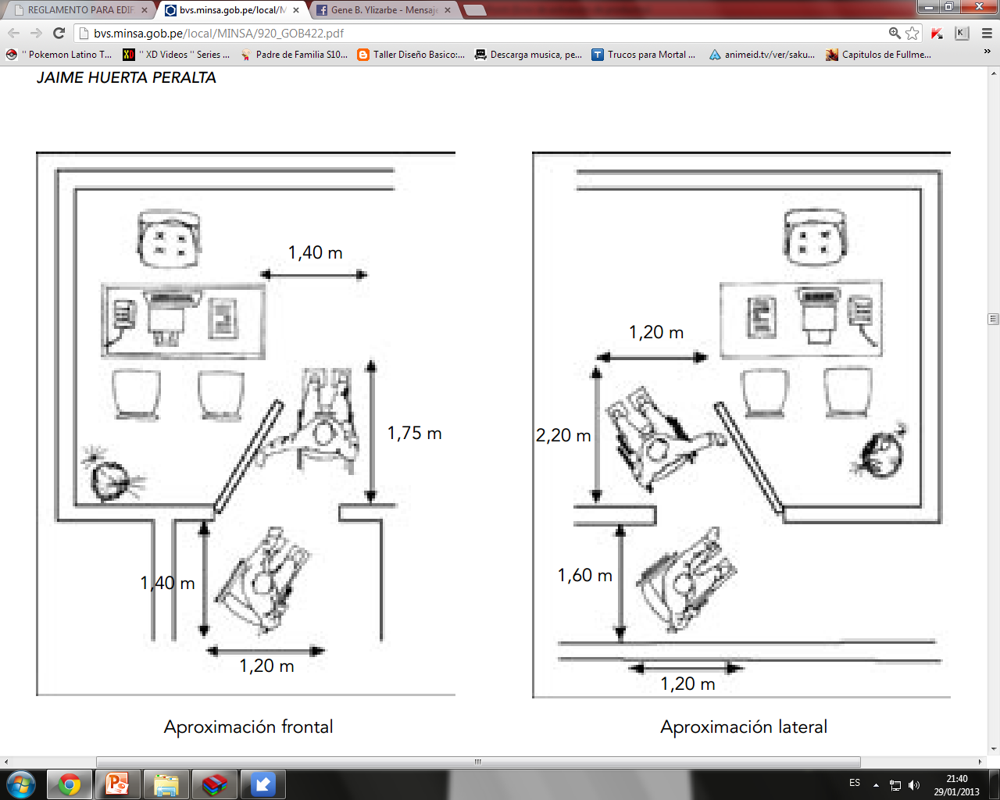 REGLAMENTO PARA EDIF
bvs.minsa.gob.pe/local/M
Gene B. Ylizarbe - Mensaj
bvs.minsa.gob.pe/local/MINSA/920_GOB422.pdf
" Pokemon Latino T...
" XD Videos " Series ...
Padre de Familia S10...
Taller Diseño Basico:...
Descarga musica, pe...
Trucos para Mortal ...
animeid.tv/ver/saku...
Capitulos de Fullme...
»
JAIME HUERTA PERALTA
1,40 m
1,75 m
1,40 m
1,20 m
Aproximación frontal
1,20 m
2,20 m
1,60 m
1,20 m
Aproximación lateral
ES
21:40
29/01/2013